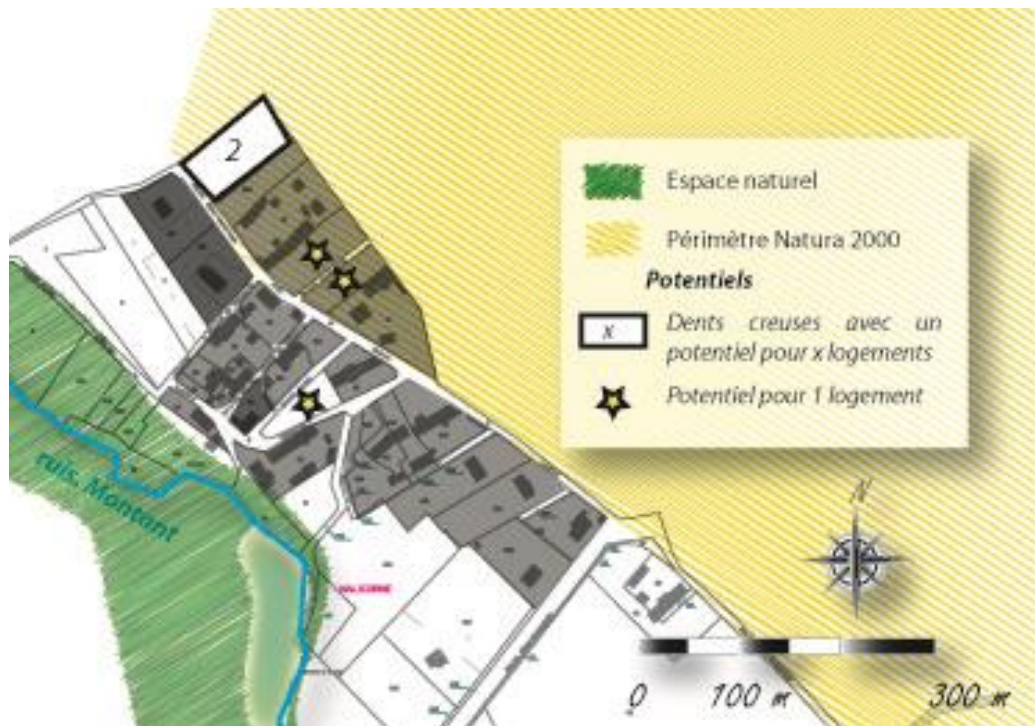 2
Espace naturel
Périmètre Natura 2000
Potentiels
x
Dents creuses avec un
potentiel pour x logements
Potentiel pour 1 logement
ruis. Montant
N
0 100 m 300 m